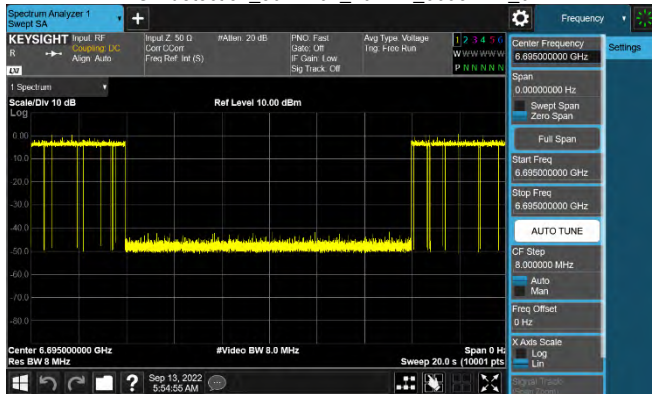 Spectrum Analyzer 1
Swept SA
Frequency
KEYSIGHT
R
Input: RF
Coupling: DC
Align: Auto
Input Z: 50 Ω
Corr CCorr
Freq Ref: Int (S)
#Atten: 20 dB
PNO: Fast
Gate: Off
IF Gain: Low
Sig Track: Off
Avg Type: Voltage
Trig: Free Run
1 2 3 4 5 6
W W W W W W
P N N N N N
1 Spectrum
Scale/Div 10 dB
Ref Level 10.00 dBm
Log
0.00
-10.0
-20.0
-30.0
-40.0
-50.0
-60.0
-70.0
-80.0
Center 6.695000000 GHz
Res BW 8 MHz
#Video BW 8.0 MHz
Span 0 Hz
Sweep 20.0 s (10001 pts
?
Sep 13, 2022
5:54:55 AM
Center Frequency
6.695000000 GHz
Span
0.00000000 Hz
Swept Span
Zero Span
Full Span
Start Freq
6.695000000 GHz
Stop Freq
6.695000000 GHz
AUTO TUNE
CF Step
8.000000 MHz
Auto
Man
Freq Offset
0 Hz
X Axis Scale
Log
Lin
Signal Track
Settings